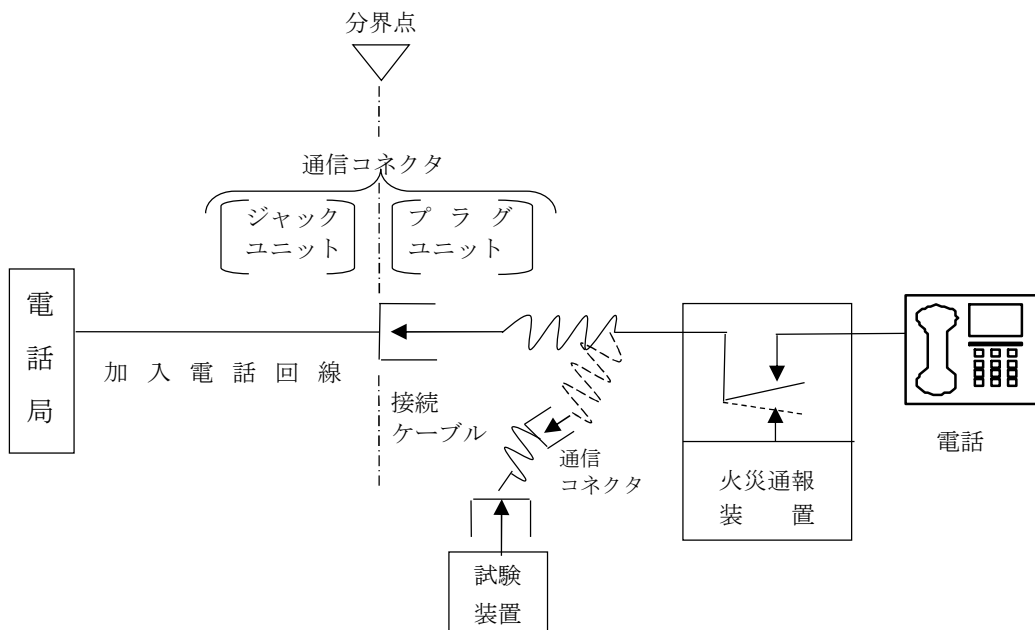 分界点
通信コネクタ
ジャック
ユニット
プラグ
ユニット
電
話
局
加入電話回線
接続
ケーブル
通信
コネクタ
試験
装置
火災通報
装置
電話